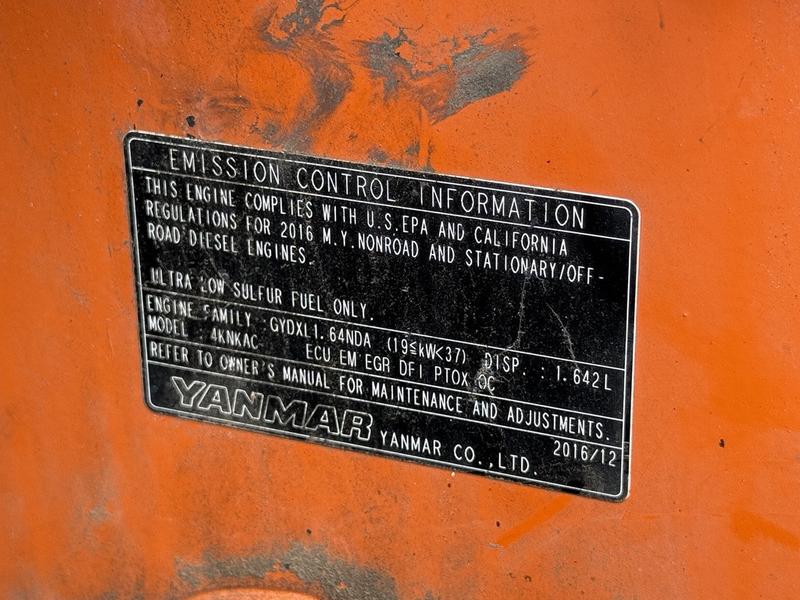 EMISSION CONTROL INFORMATION
THIS ENGINE COMPLIES WITH U.S.EPA AND CALIFORNIA
REGULATIONS FOR 2016 M.Y.NONROAD AND STATIONARY/OFF-
ROAD DIESEL ENGINES.
ULTRA LOW SULFUR FUEL ONLY.
ENGINE FAMILY :GYDXL1.64NDA (19≦kW<37) DISP. : 1.642L
MODEL : 4KNKAC ECU EM EGR DFI PTOX OC
REFER TO OWNER'S MANUAL FOR MAINTENANCE AND ADJUSTMENTS.
2016/12
YANMAR YANMAR CO.,LTD.